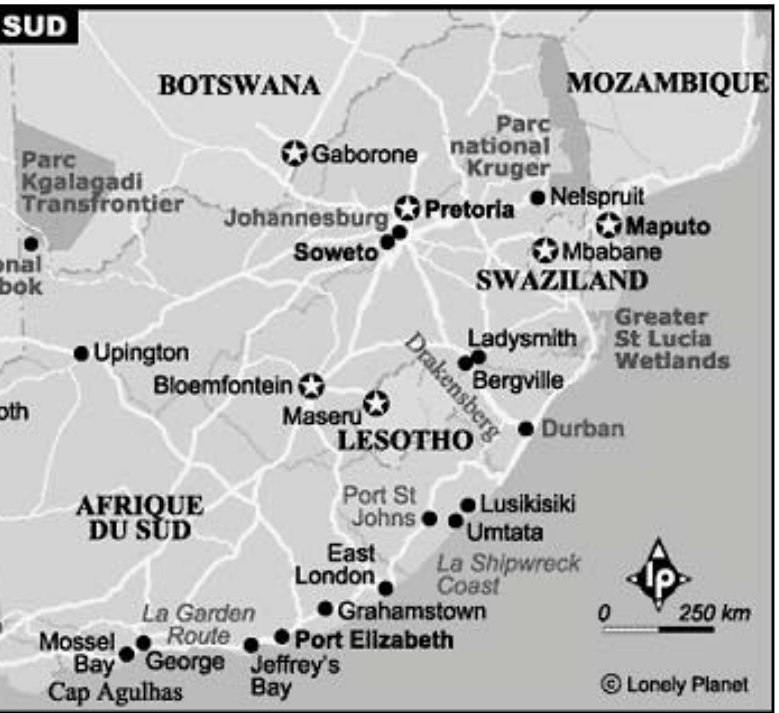 SUD
BOTSWANA
MOZAMBIQUE
Parc
national
Kruger
Gaborone
Parc
Kgalagadi
Transfrontier
Nelspruit
Pretoria
Johannesburg
Maputo
Soweto
Mbabane
onal
bok
SWAZILAND
Greater
St Lucia
Wetlands
Ladysmith
Upington
Drakensberg
Bergville
Bloemfontein
Maseru
oth
LESOTHO
Durban
AFRIQUE
DU SUD
Port St
Johns
Lusikisiki
Umtata
East
London
La Shipwreck
Coast
lp
La Garden
Route
Grahamstown
0 250 km
Mossel
Bay
George
Port Elizabeth
Jeffrey's
Bay
Cap Agulhas
© Lonely Planet